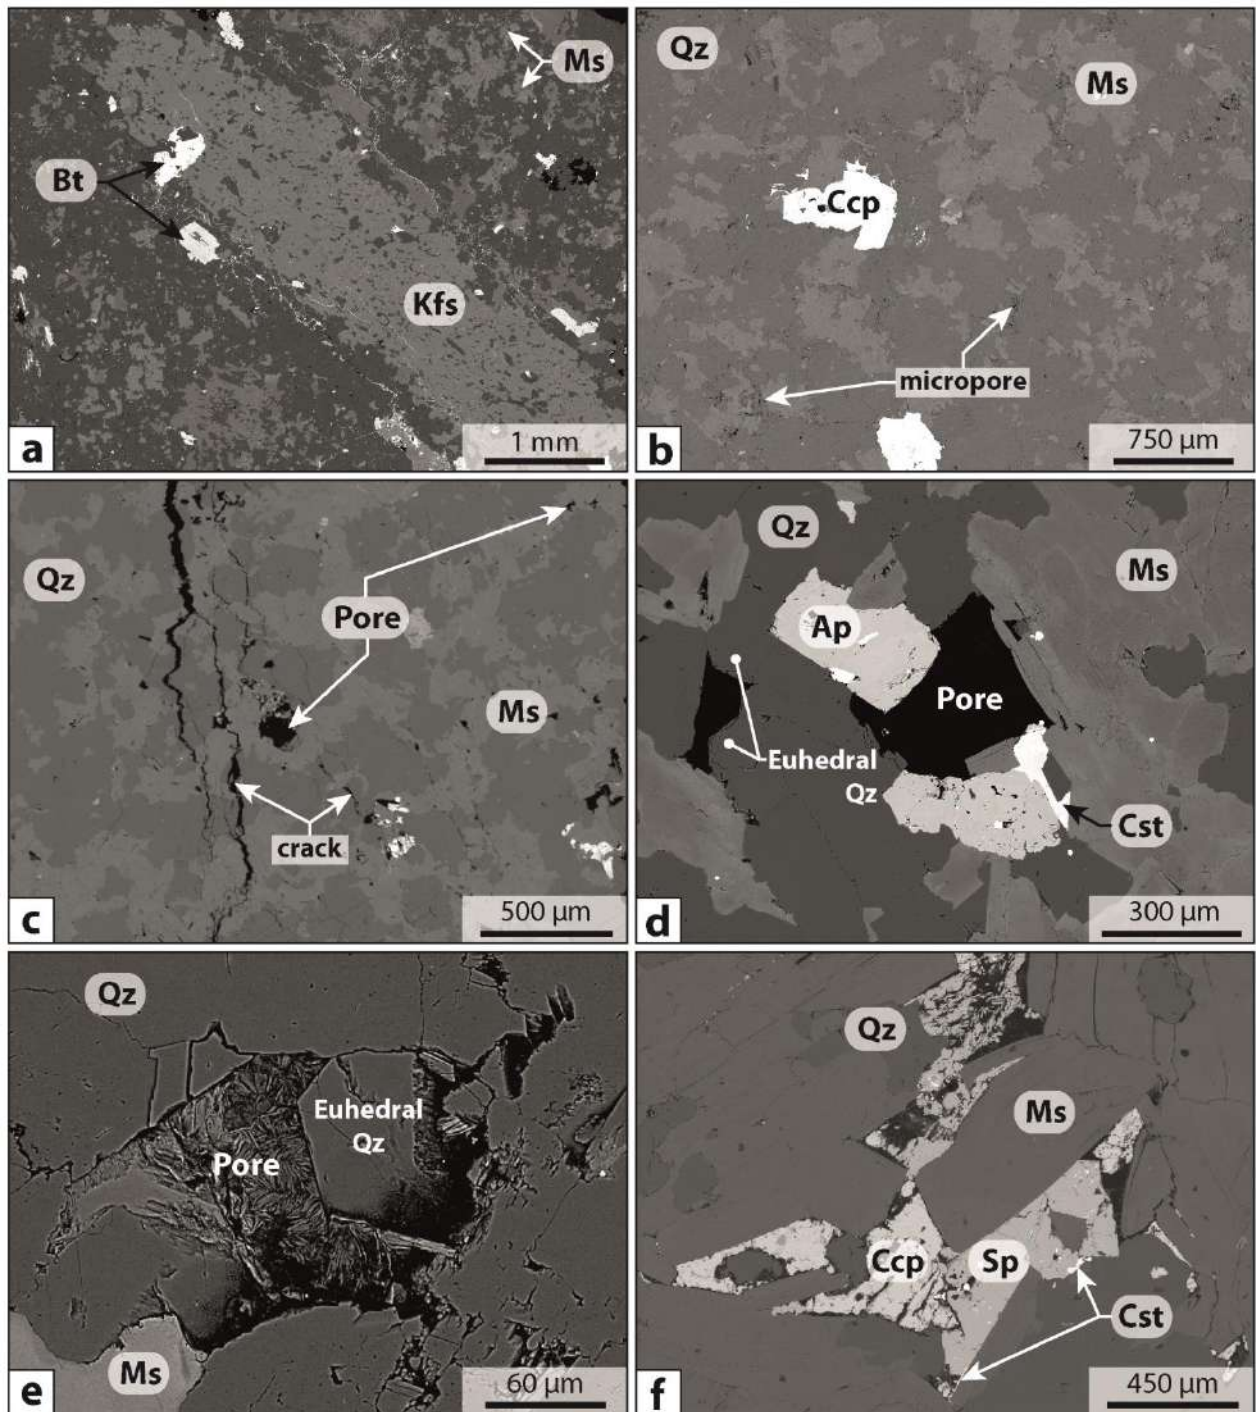 Ms
Bt
Kfs
a
1 mm
Qz
Ms
Ccp
micropore
b
750 µm
Qz
Pore
Ms
crack
c
500 µm
Qz
Ms
Ap
Pore
Euhedral
Qz
Cst
d
300 µm
Qz
Euhedral
Qz
Pore
Ms
e
60 µm
Qz
Ms
Ccp
Sp
Cst
f
450 µm